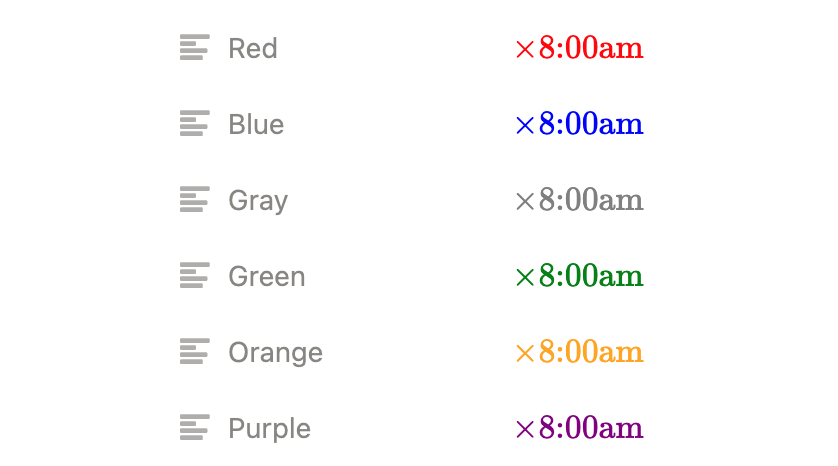 Red ×8:00am
Blue ×8:00am
Gray ×8:00am
Green ×8:00am
Orange ×8:00am
Purple ×8:00am